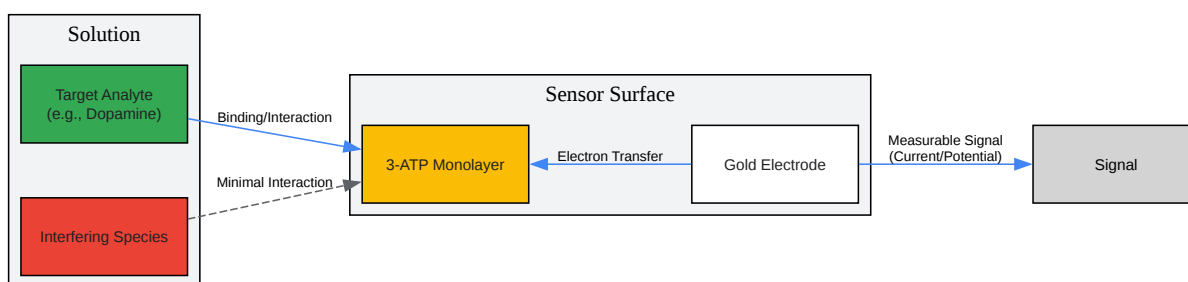 Solution
Target Analyte
(e.g., Dopamine)
Binding/Interaction
Minimal Interaction
Interfering Species
Sensor Surface
3-ATP Monolayer
Electron Transfer
Gold Electrode
Measurable Signal
(Current/Potential)
Signal